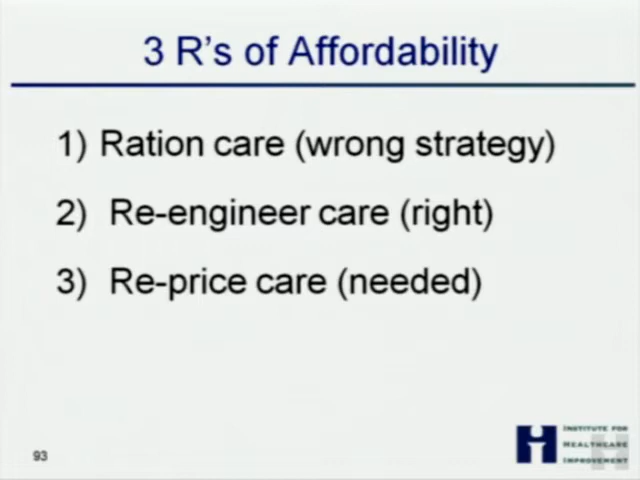 3 R's of Affordability
1) Ration care (wrong strategy)
2) Re-engineer care (right)
3) Re-price care (needed)
INSTITUTE FOR
HEALTHCARE
IMPROVEMENT
93